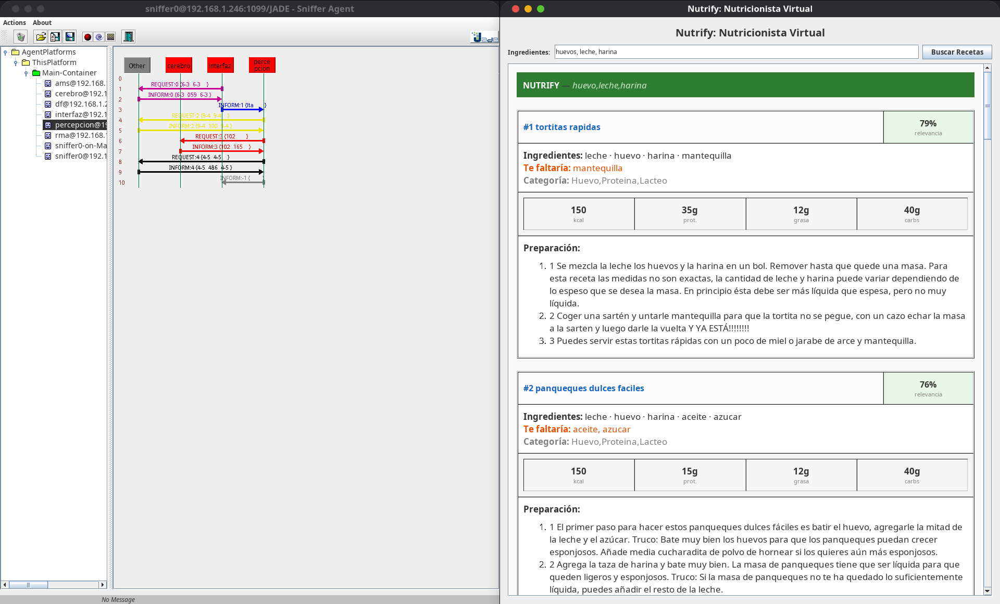 sniffer0@192.168.1.246:1099/JADE - Sniffer Agent
Actions About
AgentPlatforms
ThisPlatform
Main-Container
ams@192.168.
cerebro@192.1
df@192.168.1.2
interfaz@192.1
percepcion@19
rma@192.168.
sniffer0-on-Ma
sniffer0@192.1
Jade
Other cerebro interfaz perce
pcion
0
1 REQUEST:0 (6-3 6-3 )
2 INFORM:0 (6-3 059 6-3 )
3 INFORM:1 (lta )
4 REQUEST:2 (9-4 9-4 )
5 INFORM:2 (9-4 100 9-4 )
6 REQUEST:3 (102 )
7 INFORM:3 (102 165 )
8 REQUEST:4 (4-5 4-5 )
9 INFORM:4 (4-5 486 4-5 )
10 INFORM:-1 (
No Message
Nutrify: Nutricionista Virtual
Nutrify: Nutricionista Virtual
Ingredientes: huevos, leche, harina Buscar Recetas
NUTRIFY — huevo,leche,harina
#1 tortitas rapidas 79%
relevancia
Ingredientes: leche · huevo · harina · mantequilla
Te faltaría: mantequilla
Categoría: Huevo,Proteina,Lacteo
150 35g 12g 40g
kcal prot. grasa carbs
Preparación:
1. 1 Se mezcla la leche los huevos y la harina en un bol. Remover hasta que quede una masa. Para
esta receta las medidas no son exactas, la cantidad de leche y harina puede variar dependiendo de
lo espeso que se desea la masa. En principio ésta debe ser más líquida que espesa, pero no muy
líquida.
2. 2 Coger una sartén y untarle mantequilla para que la tortita no se pegue, con un cazo echar la masa
a la sarten y luego darle la vuelta Y YA ESTÁ!!!!!!!!
3. 3 Puedes servir estas tortitas rápidas con un poco de miel o jarabe de arce y mantequilla.
#2 panqueques dulces faciles 76%
relevancia
Ingredientes: leche · huevo · harina · aceite · azucar
Te faltaría: aceite, azucar
Categoría: Huevo,Proteina,Lacteo
150 15g 12g 40g
kcal prot. grasa carbs
Preparación:
1. 1 El primer paso para hacer estos panqueques dulces fáciles es batir el huevo, agregarle la mitad de
la leche y el azúcar. Truco: Bate muy bien los huevos para que los panqueques puedan crecer
esponjosos. Añade media cucharadita de polvo de hornear si los quieres aún más esponjosos.
2. 2 Agrega la taza de harina y bate muy bien. La masa de panqueques tiene que ser líquida para que
queden ligeros y esponjosos. Truco: Si la masa de panqueques no te ha quedado lo suficientemente
líquida, puedes añadir el resto de la leche.